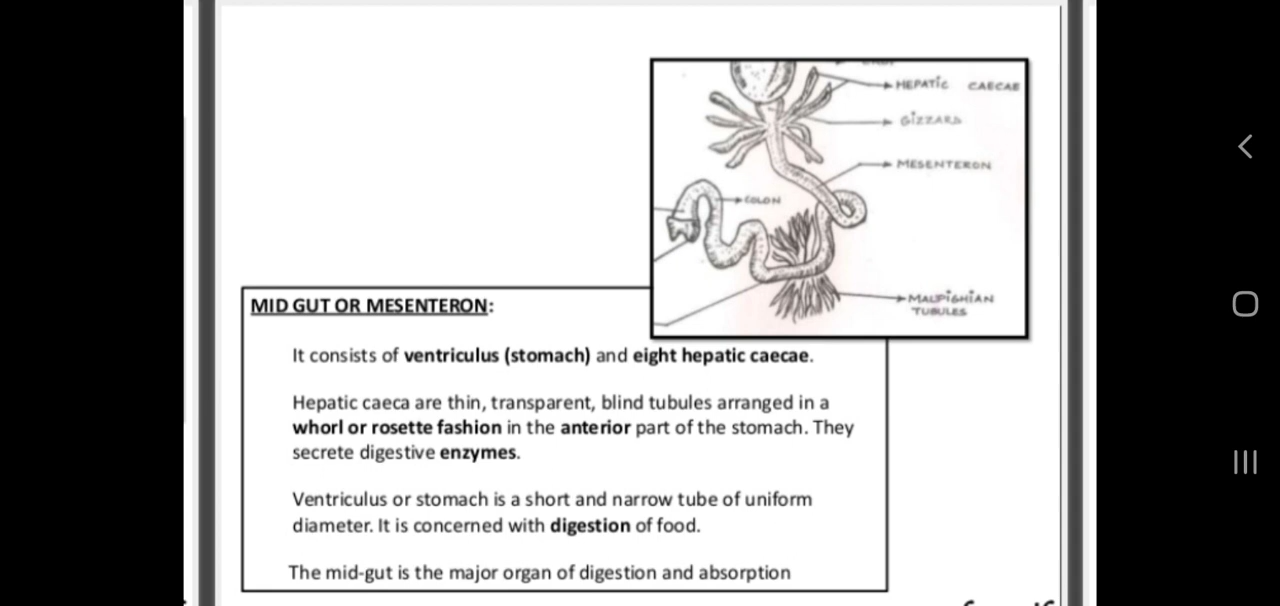 HEPATIC CAECAE
GIZZARD
MESENTERON
COLON
MALPIGHIAN
TUBULES
MID GUT OR MESENTERON:
It consists of ventriculus (stomach) and eight hepatic caecae.
Hepatic caeca are thin, transparent, blind tubules arranged in a
whorl or rosette fashion in the anterior part of the stomach. They
secrete digestive enzymes.
Ventriculus or stomach is a short and narrow tube of uniform
diameter. It is concerned with digestion of food.
The mid-gut is the major organ of digestion and absorption